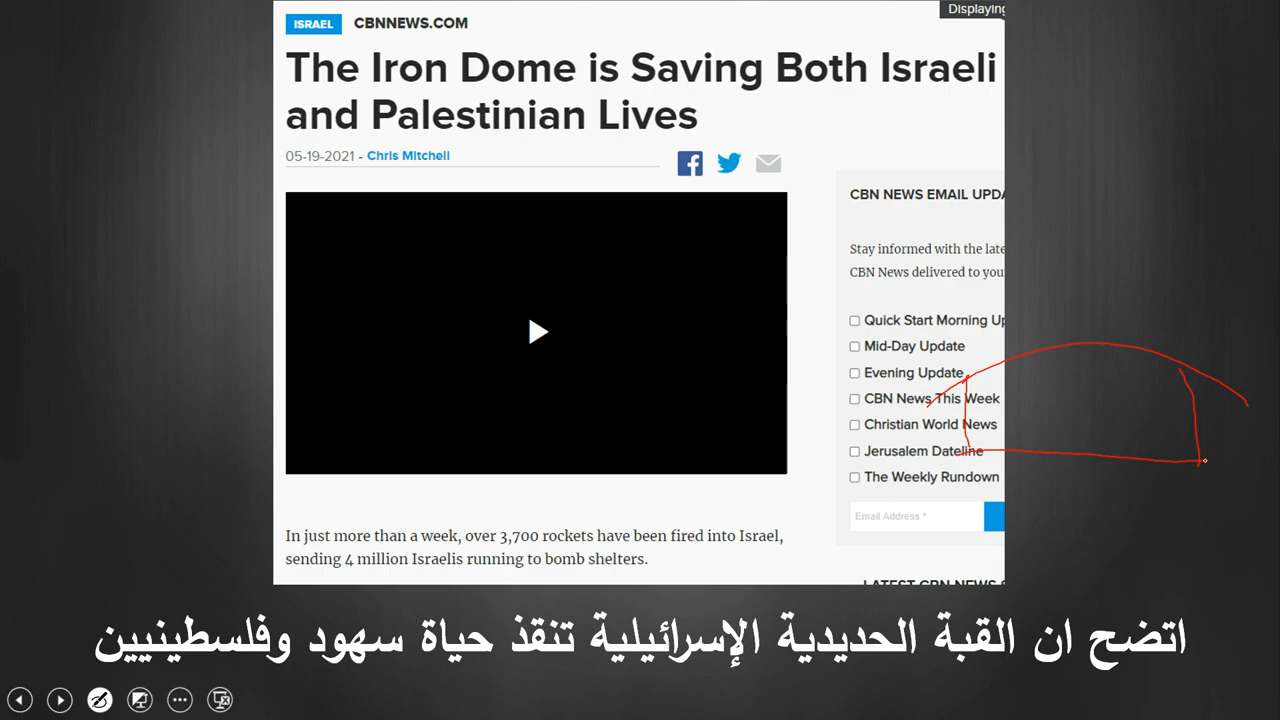 Displaying
ISRAEL CBNNEWS.COM
The Iron Dome is Saving Both Israeli
and Palestinian Lives
05-19-2021 - Chris Mitchell
CBN NEWS EMAIL UPDA
Stay informed with the late
CBN News delivered to you
Quick Start Morning Up
Mid-Day Update
Evening Update
CBN News This Week
Christian World News
Jerusalem Dateline
The Weekly Rundown
Email Address *
In just more than a week, over 3,700 rockets have been fired into Israel,
sending 4 million Israelis running to bomb shelters.
LATEST CBN NEWS S
اتضح ان القبة الحديدية الإسرائيلية تنقذ حياة سهود وفلسطينيين